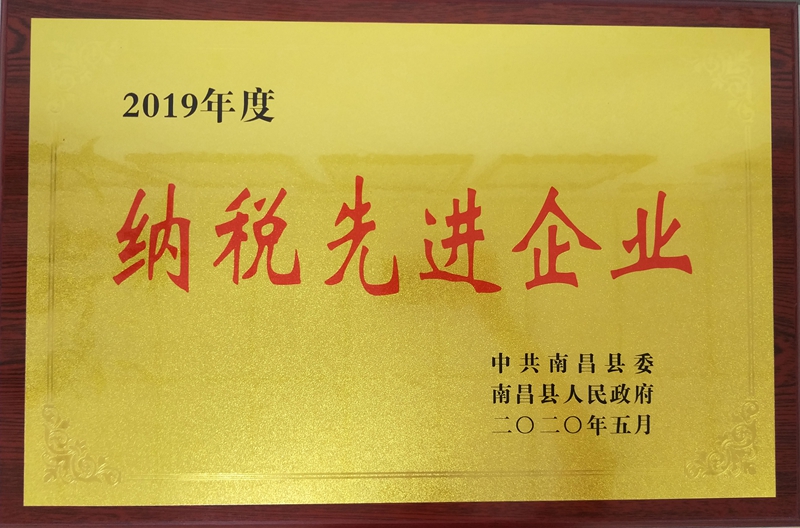 2019年度
纳税先进企业
中共南昌县委
南昌县人民政府
二〇二〇年五月